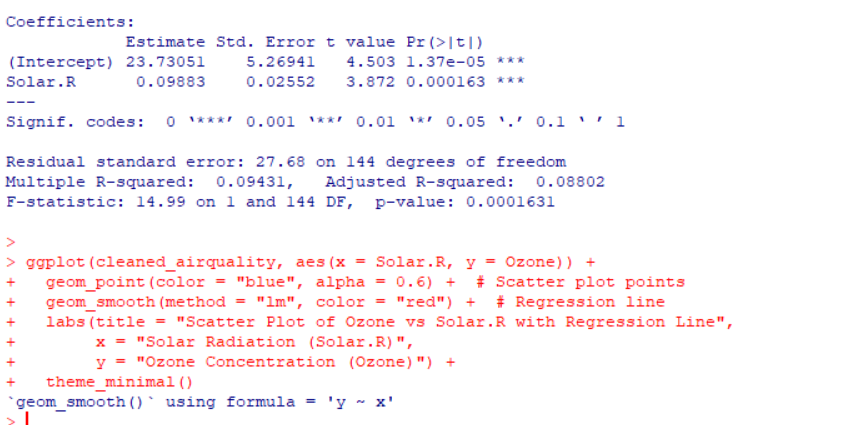 Coefficients:
            Estimate Std. Error t value Pr(>|t|)
(Intercept) 23.73051    5.26941   4.503 1.37e-05 ***
Solar.R      0.09883    0.02552   3.872 0.000163 ***
---
Signif. codes:  0 ‘***’ 0.001 ‘**’ 0.01 ‘*’ 0.05 ‘.’ 0.1 ‘ ’ 1

Residual standard error: 27.68 on 144 degrees of freedom
Multiple R-squared:  0.09431,   Adjusted R-squared:  0.08802
F-statistic: 14.99 on 1 and 144 DF,  p-value: 0.0001631

>
> ggplot(cleaned_airquality, aes(x = Solar.R, y = Ozone)) +
+   geom_point(color = "blue", alpha = 0.6) +  # Scatter plot points
+   geom_smooth(method = "lm", color = "red") +  # Regression line
+   labs(title = "Scatter Plot of Ozone vs Solar.R with Regression Line",
+        x = "Solar Radiation (Solar.R)",
+        y = "Ozone Concentration (Ozone)") +
+   theme_minimal()
`geom_smooth()` using formula = 'y ~ x'
>